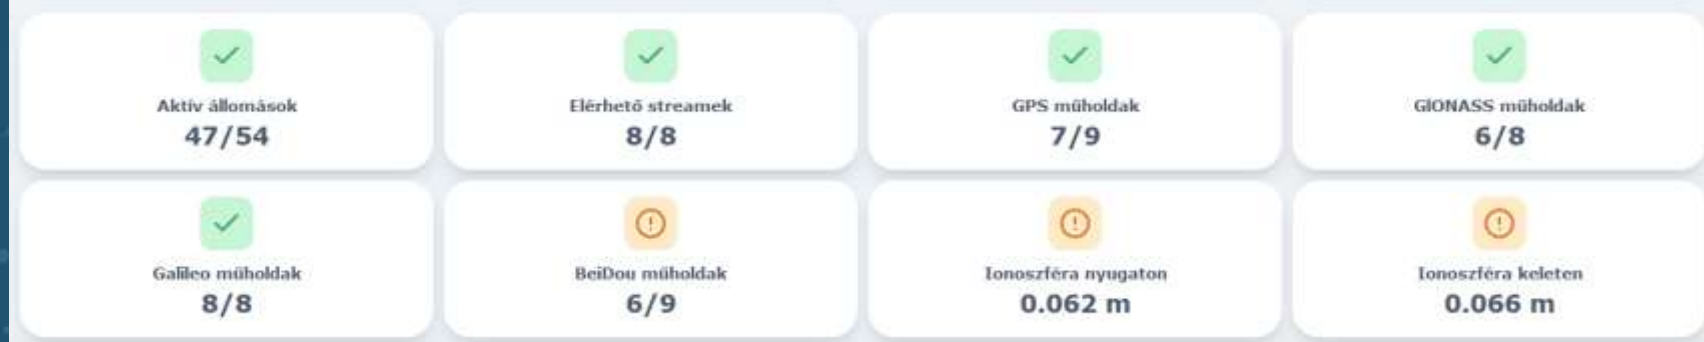 Aktív állomások
47/54
Elérhető streamek
8/8
GPS műholdak
7/9
GlONASS műholdak
6/8
Galileo műholdak
8/8
BeiDou műholdak
6/9
Ionoszféra nyugaton
0.062 m
Ionoszféra keleten
0.066 m